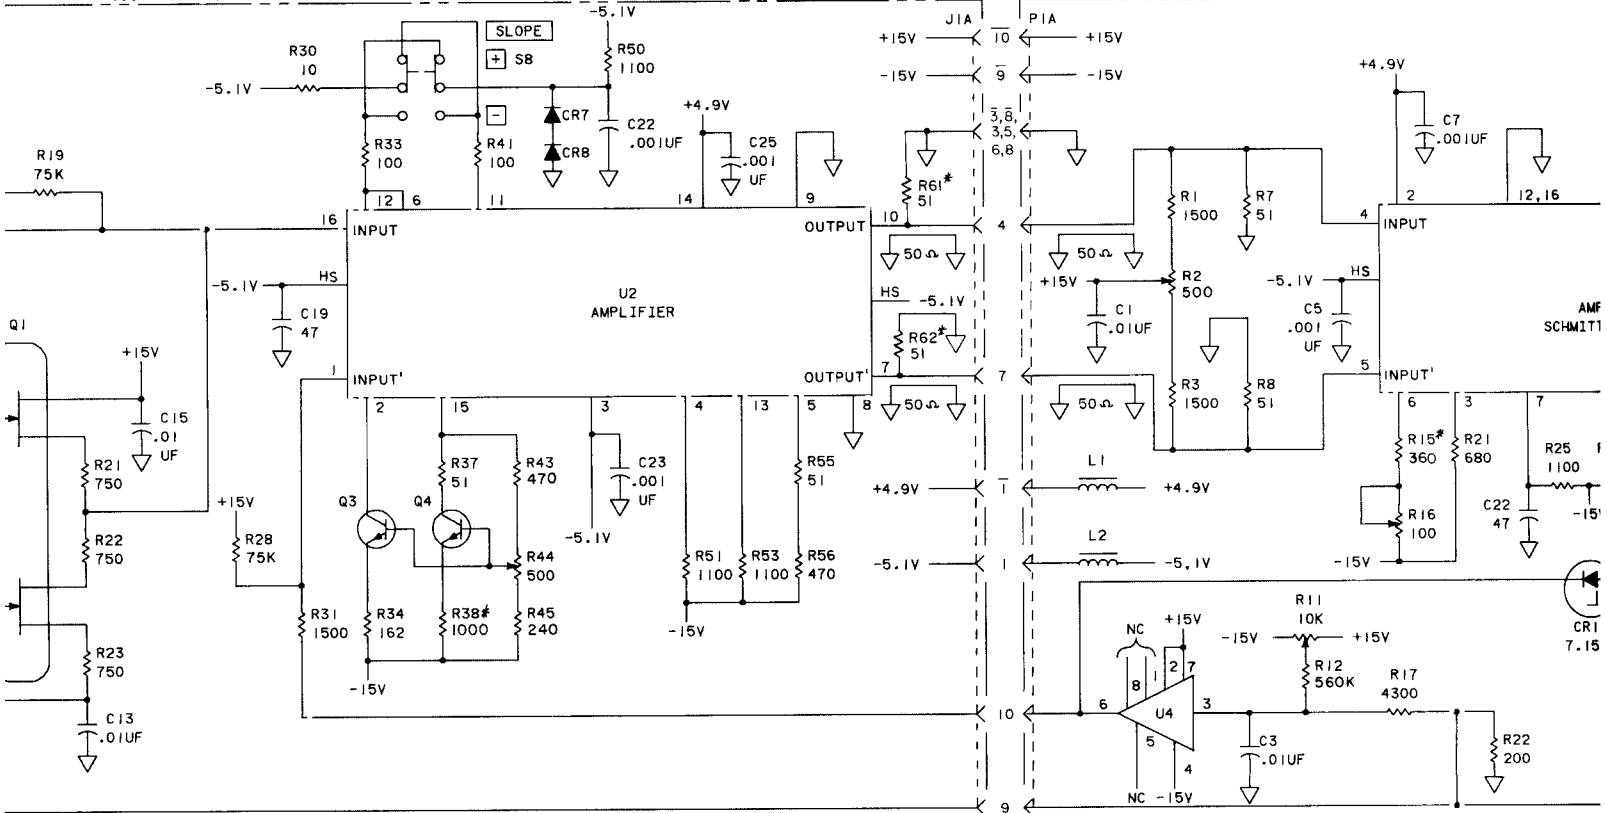 -5.1V
SLOPE
+ S8
-
R30
10
-5.1V
R50
1100
J1A P1A
+15V 10 +15V
-15V 9 -15V
3,8,
3,5,
6,8
+4.9V
C7
.001UF
CR7
CR8
C22
.001UF
+4.9V
C25
.001
UF
R33
100
R41
100
R19
75K
R61*
51
R1
1500
R7
51
12 6 11 14 9
2 12,16
16 INPUT
OUTPUT 10
4
4 INPUT
50Ω
50Ω
-5.1V HS
C19
47
U2
AMPLIFIER
HS -5.1V
+15V
R2
500
C1
.01UF
-5.1V HS
C5
.001
UF
AMP
SCHMITT
Q1
+15V
C15
.01
UF
R62*
51
1 INPUT'
OUTPUT' 7
7
5 INPUT'
50Ω
50Ω
R3
1500
R8
51
2 15 3 4 13 5 8
6 3 7
R21
750
R22
750
R23
750
C13
.01UF
+15V
R28
75K
R31
1500
Q3
Q4
R37
51
R43
470
R44
500
R34
162
R38*
1000
R45
240
-15V
C23
.001
UF
-5.1V
R55
51
R51
1100
R53
1100
R56
470
-15V
+4.9V 1 +4.9V
L1
-5.1V 1 -5.1V
L2
R15*
360
R21
680
R25
1100
R16
100
C22
47
-15V
-15V
CR1
7.15
NC
+15V
8 1 2 7
6 U4 3
5
4
NC -15V
R11
10K
-15V +15V
R12
560K
R17
4300
C3
.01UF
R22
200
10
9